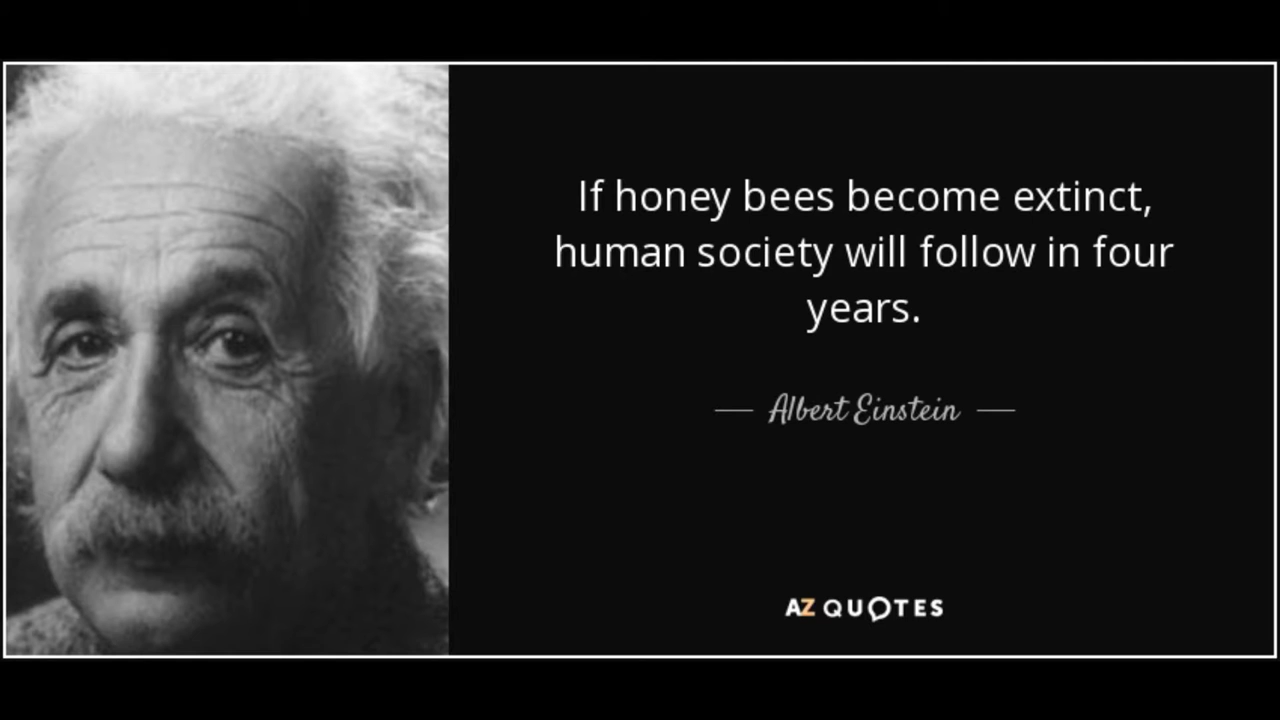 If honey bees become extinct,
human society will follow in four
years.
Albert Einstein
AZ QUOTES